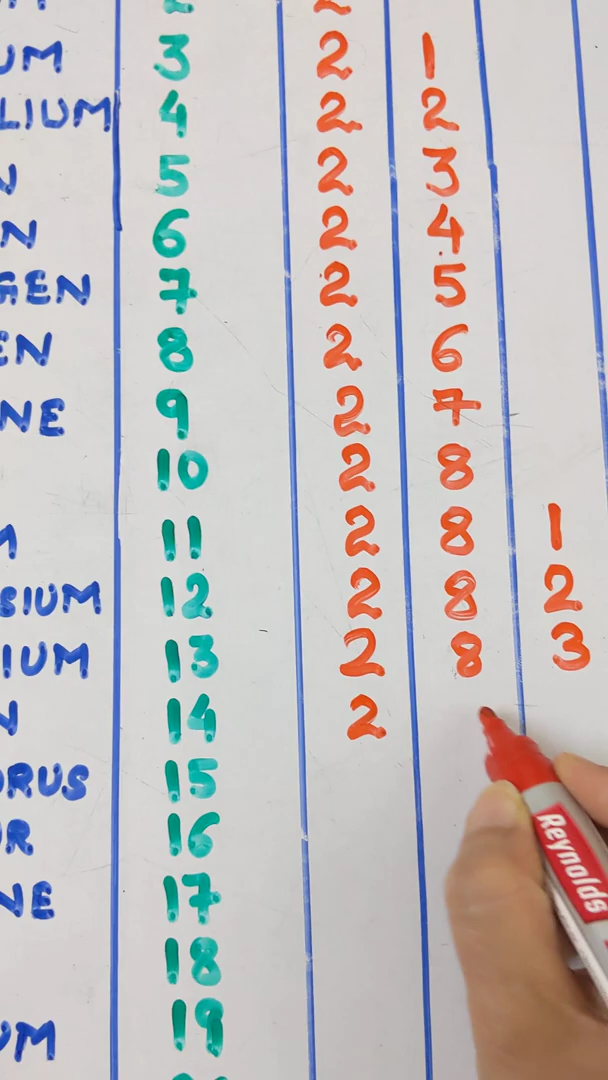 UM 3 2 1
LIUM 4 2 2
N 5 2 3
N 6 2 4
GEN 7 2 5
EN 8 2 6
NE 9 2 7
10 2 8
M 11 2 8 1
SIUM 12 2 8 2
IUM 13 2 8 3
N 14 2
ORUS 15
R 16
NE 17
18
19
UM
Reynolds